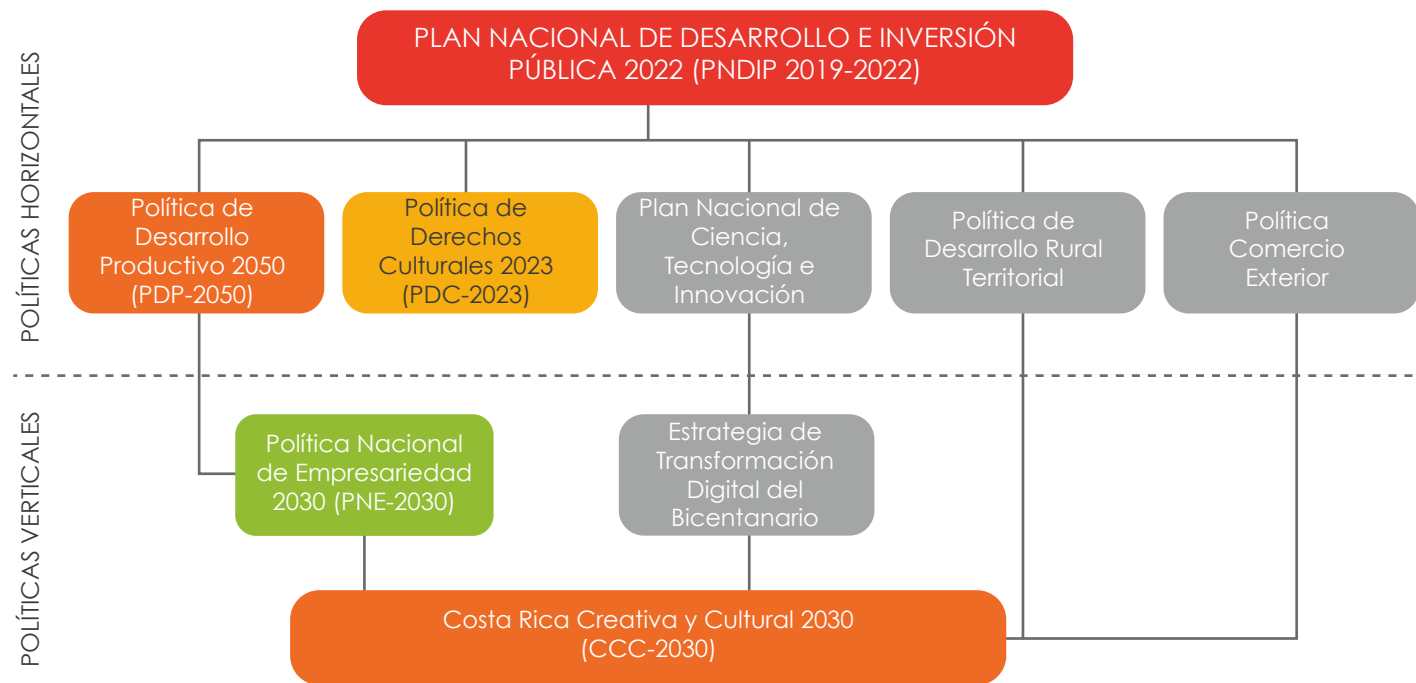 POLÍTICAS HORIZONTALES
PLAN NACIONAL DE DESARROLLO E INVERSIÓN
PÚBLICA 2022 (PNDIP 2019-2022)
Política de
Desarrollo
Productivo 2050
(PDP-2050)
Política de
Derechos
Culturales 2023
(PDC-2023)
Plan Nacional de
Ciencia,
Tecnología e
Innovación
Política de
Desarrollo Rural
Territorial
Política
Comercio
Exterior
POLÍTICAS VERTICALES
Política Nacional
de Empresariedad
2030 (PNE-2030)
Estrategia de
Transformación
Digital del
Bicentanario
Costa Rica Creativa y Cultural 2030
(CCC-2030)